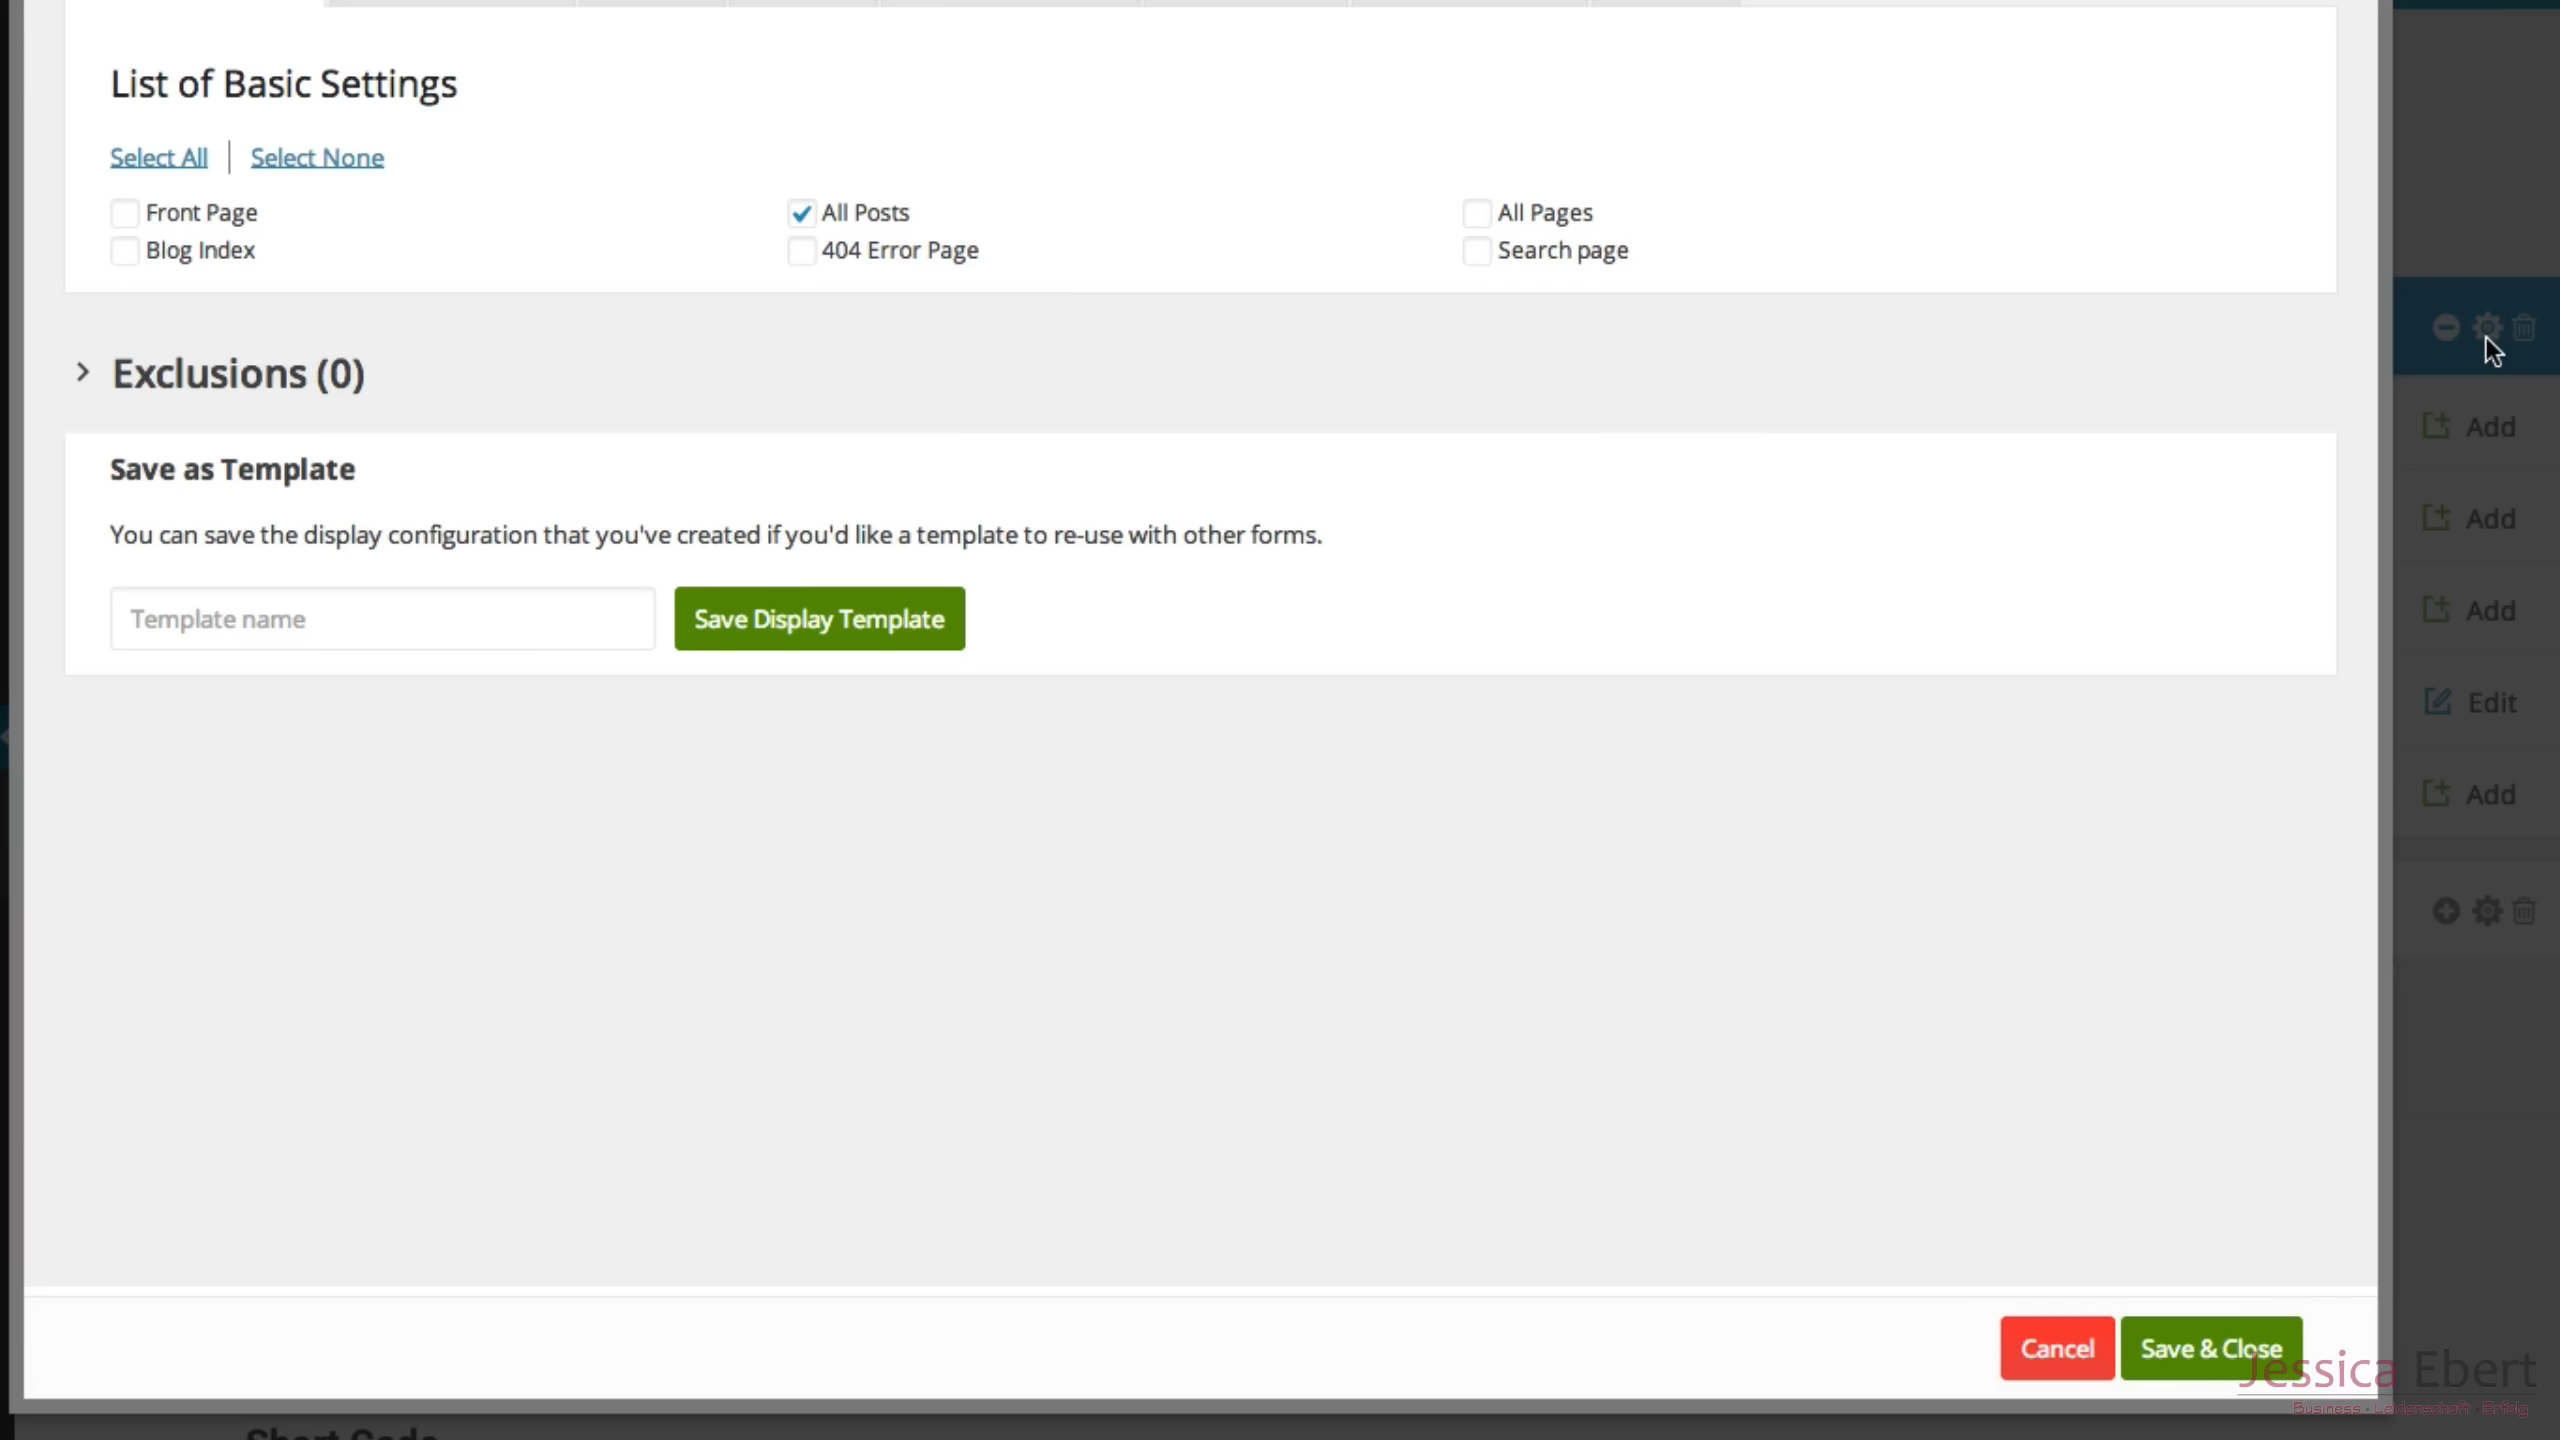 List of Basic Settings
Select All | Select None
Front Page
All Posts
All Pages
Blog Index
404 Error Page
Search page
Exclusions (0)
Add
Save as Template
Add
You can save the display configuration that you've created if you'd like a template to re-use with other forms.
Template name
Save Display Template
Add
Edit
Add
Cancel
Save & Close
Jessica Ebert
Business · Leidenschaft · Erfolg
Short Code